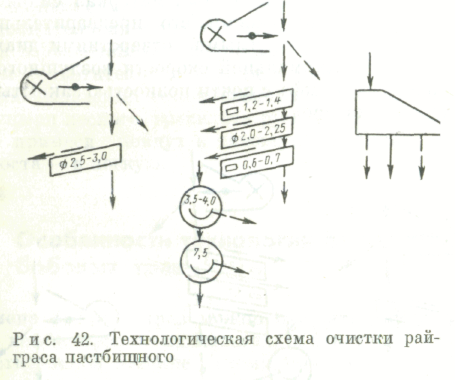 ▭ 1,2-1,4
ϕ 2,0-2,25
ϕ 2,5-3,0
▭ 0,6-0,7
3,5-4,0
7,5
Рис. 42. Технологическая схема очистки рай-
граса пастбищного